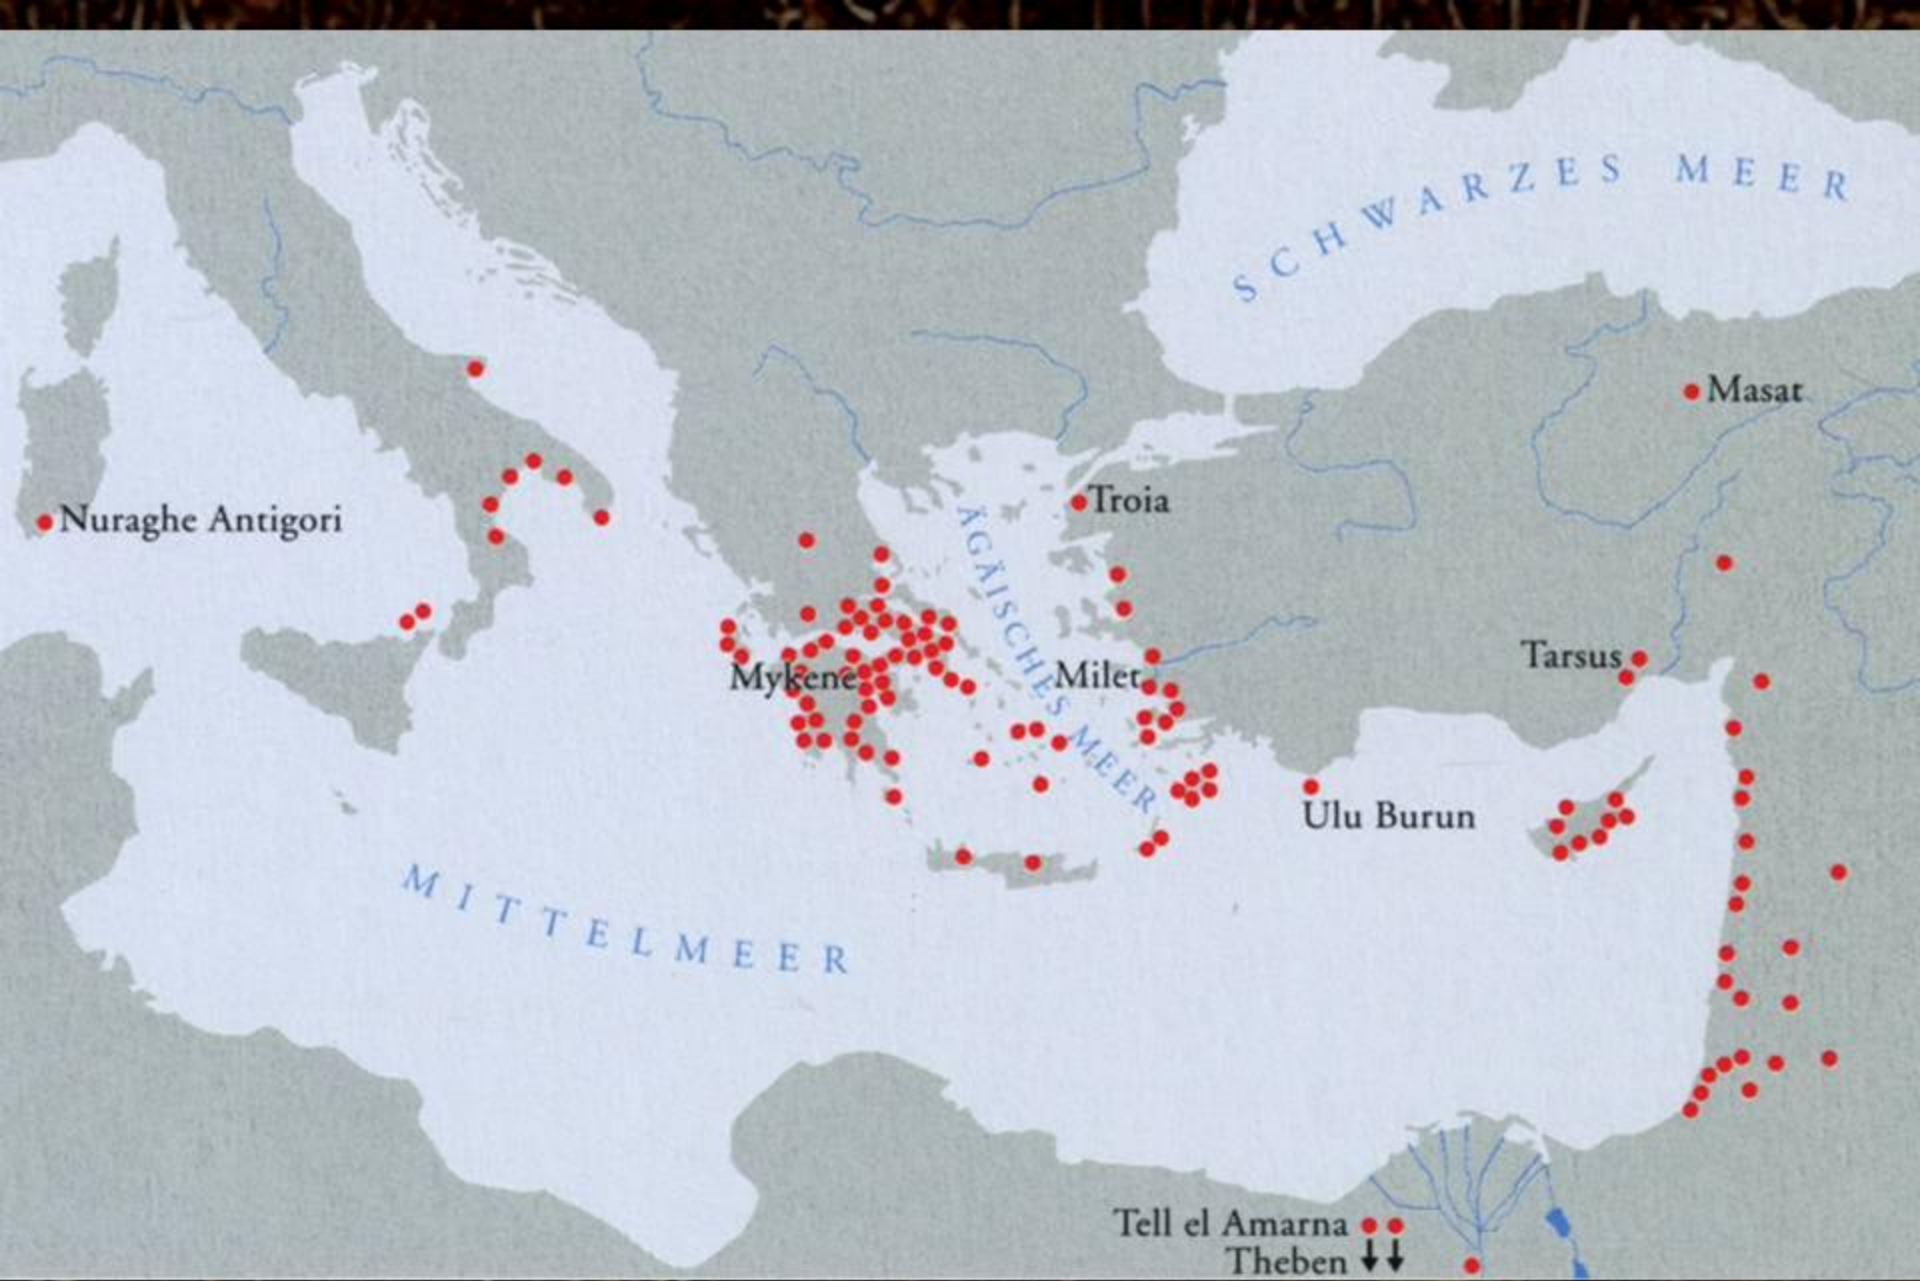 SCHWARZES MEER
Masat
Troia
Nuraghe Antigori
ÄGÄISCHES MEER
Tarsus
Mykene
Milet
Ulu Burun
MITTELMEER
Tell el Amarna
Theben